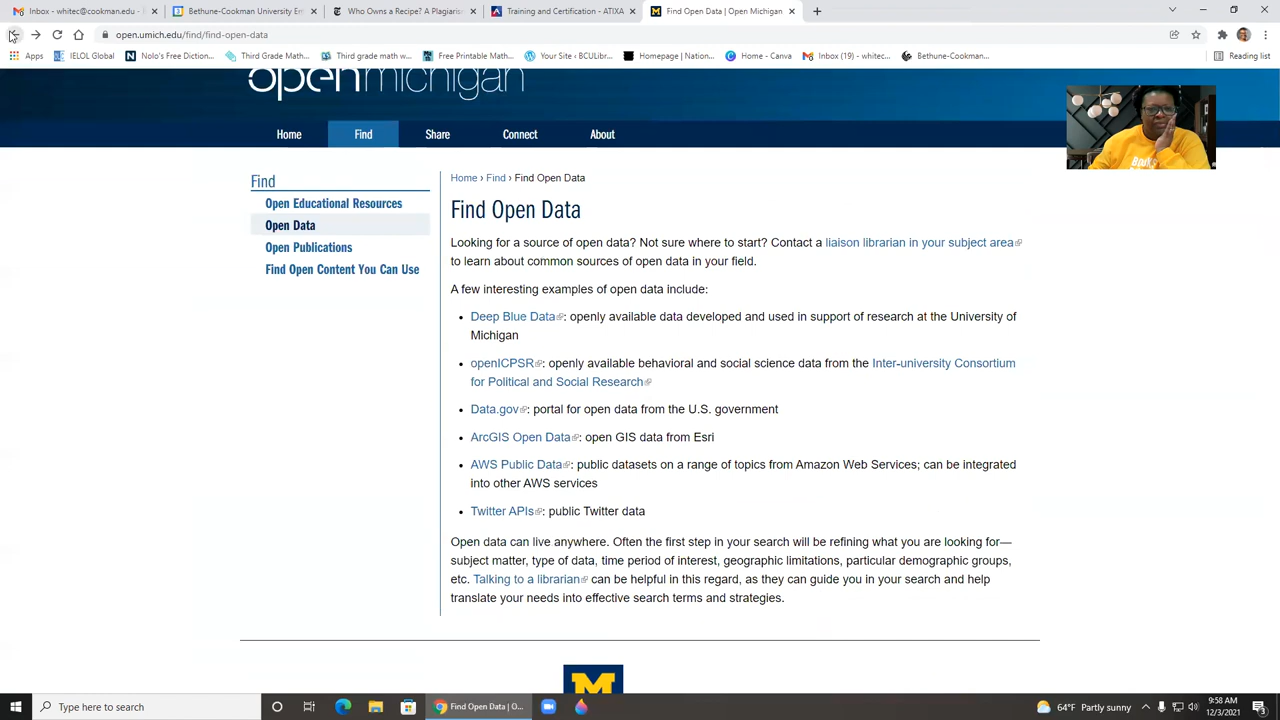 Inbox - whitec@cookman.edu -
Bethune-Cookman University Ent
Who Owns a Recipe? A Plagiaris
Training and Certification - ATIXA
Find Open Data | Open Michigan
open.umich.edu/find/find-open-data
Apps
IELOL Global
Nolo's Free Diction...
Third Grade Math...
Third grade math w...
Free Printable Math...
Your Site ‹ BCULibr...
Homepage | Nation...
Home - Canva
Inbox (19) - whitec...
Bethune-Cookman...
Reading list
openmichigan
Home
Find
Share
Connect
About
Find
Open Educational Resources
Open Data
Open Publications
Find Open Content You Can Use
Home › Find › Find Open Data
Find Open Data
Looking for a source of open data? Not sure where to start? Contact a liaison librarian in your subject area
to learn about common sources of open data in your field.
A few interesting examples of open data include:
• Deep Blue Data: openly available data developed and used in support of research at the University of
Michigan
• openICPSR: openly available behavioral and social science data from the Inter-university Consortium
for Political and Social Research
• Data.gov: portal for open data from the U.S. government
• ArcGIS Open Data: open GIS data from Esri
• AWS Public Data: public datasets on a range of topics from Amazon Web Services; can be integrated
into other AWS services
• Twitter APIs: public Twitter data
Open data can live anywhere. Often the first step in your search will be refining what you are looking for—
subject matter, type of data, time period of interest, geographic limitations, particular demographic groups,
etc. Talking to a librarian can be helpful in this regard, as they can guide you in your search and help
translate your needs into effective search terms and strategies.
M
Type here to search
Find Open Data | O...
64°F Partly sunny
9:58 AM
12/3/2021
3